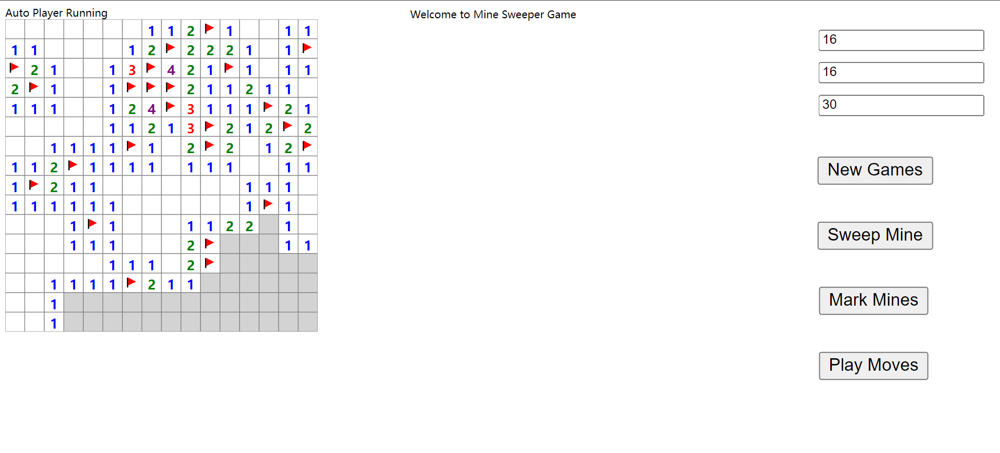 Auto Player Running
Welcome to Mine Sweeper Game
1 1 2 1 1 1
1 1 1 2 2 2 2 1 1
2 1 1 3 4 2 1 1 1 1
2 1 1 2 1 1 2 1 1
1 1 1 1 2 4 3 1 1 1 2 1
1 1 2 1 3 2 1 2 2
1 1 1 1 1 2 2 1 2
1 1 2 1 1 1 1 1 1 1 1 1
1 2 1 1 1 1 1
1 1 1 1 1 1 1 1
1 1 1 1 2 2 1
1 1 1 2 1 1
1 1 1 2
1 1 1 1 2 1 1
1
1
16
16
30
New Games
Sweep Mine
Mark Mines
Play Moves